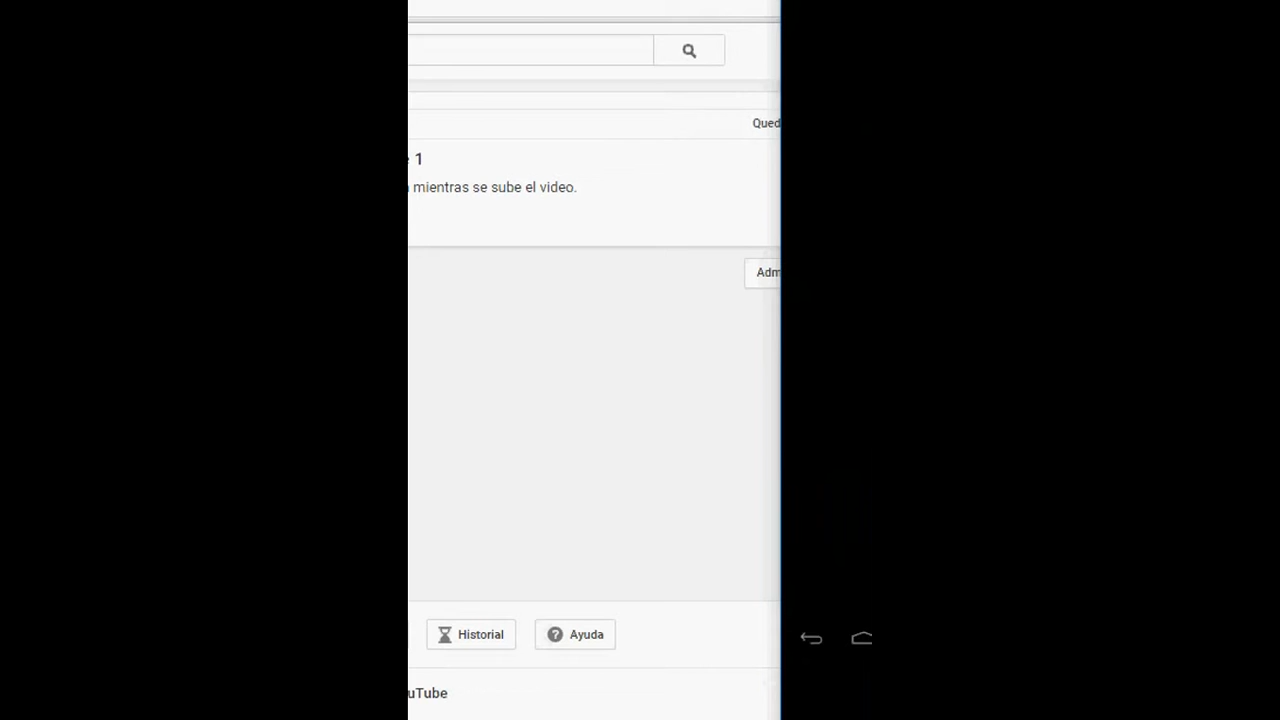 Qued
e 1
mientras se sube el video.
Adm
Historial
Ayuda
uTube